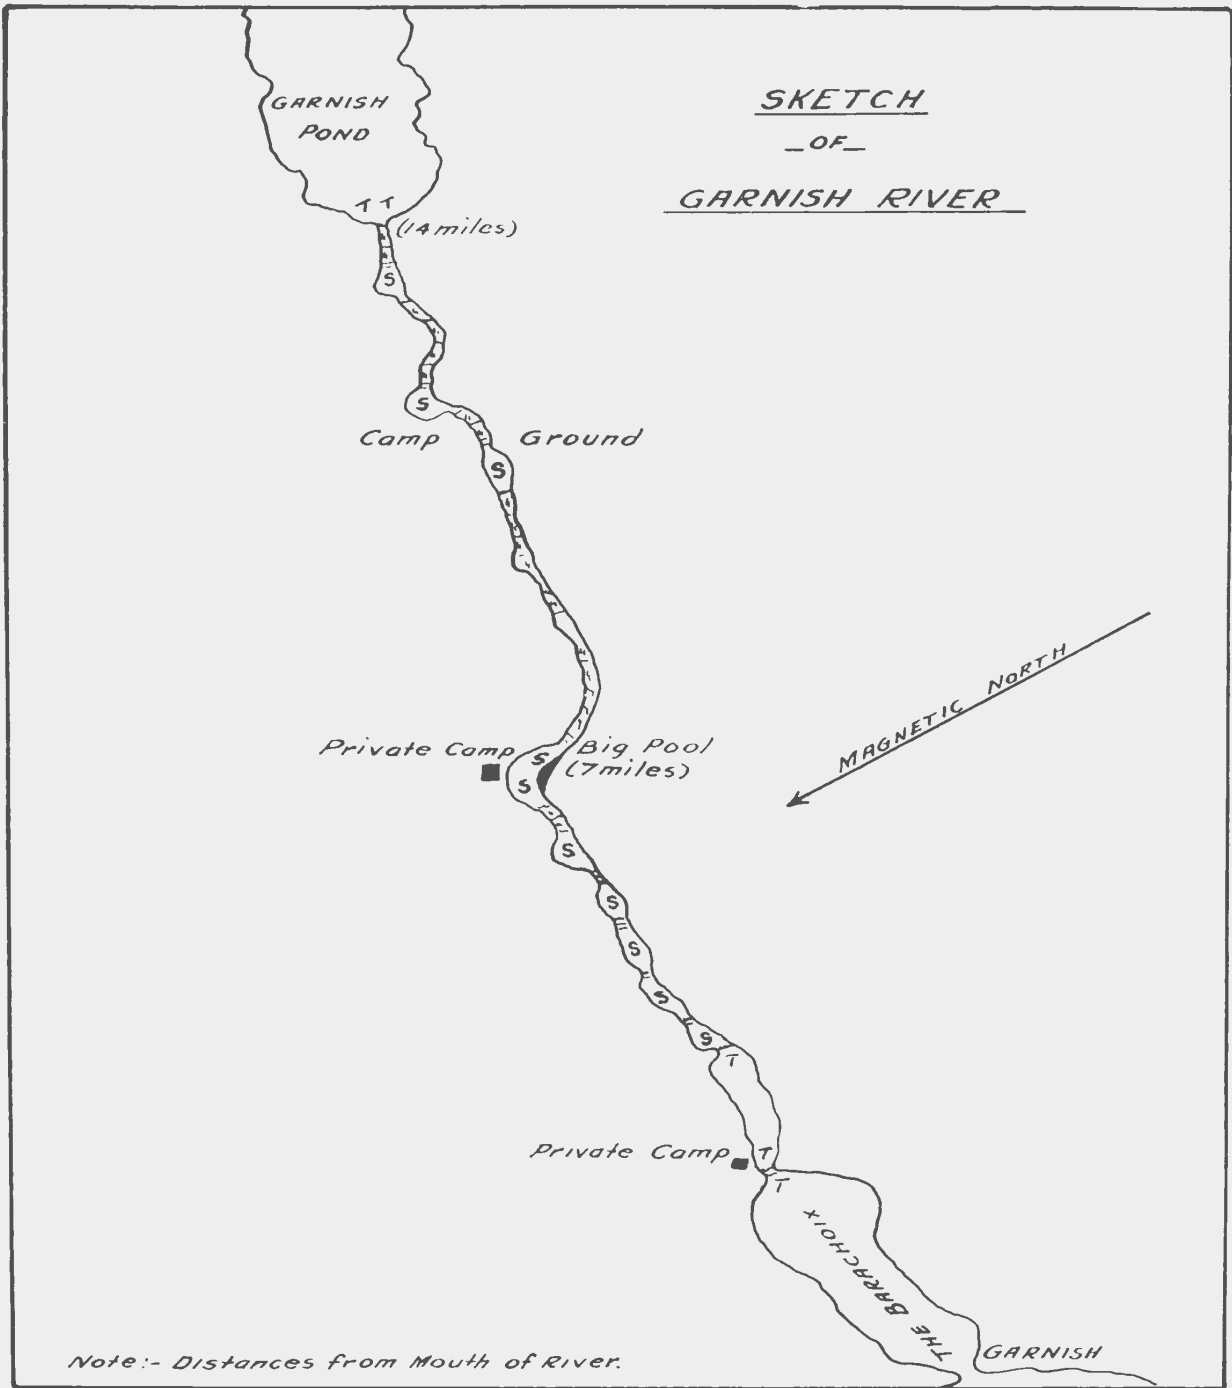 SKETCH
OF
GARNISH RIVER
GARNISH
POND
T T
(14 miles)
S
S
Camp Ground
S
MAGNETIC NORTH
Private Camp
Big Pool
(7 miles)
S
S
S
S
S
S
S
T
Private Camp
T
T
THE BARACHOIX
GARNISH
Note:- Distances from Mouth of River.